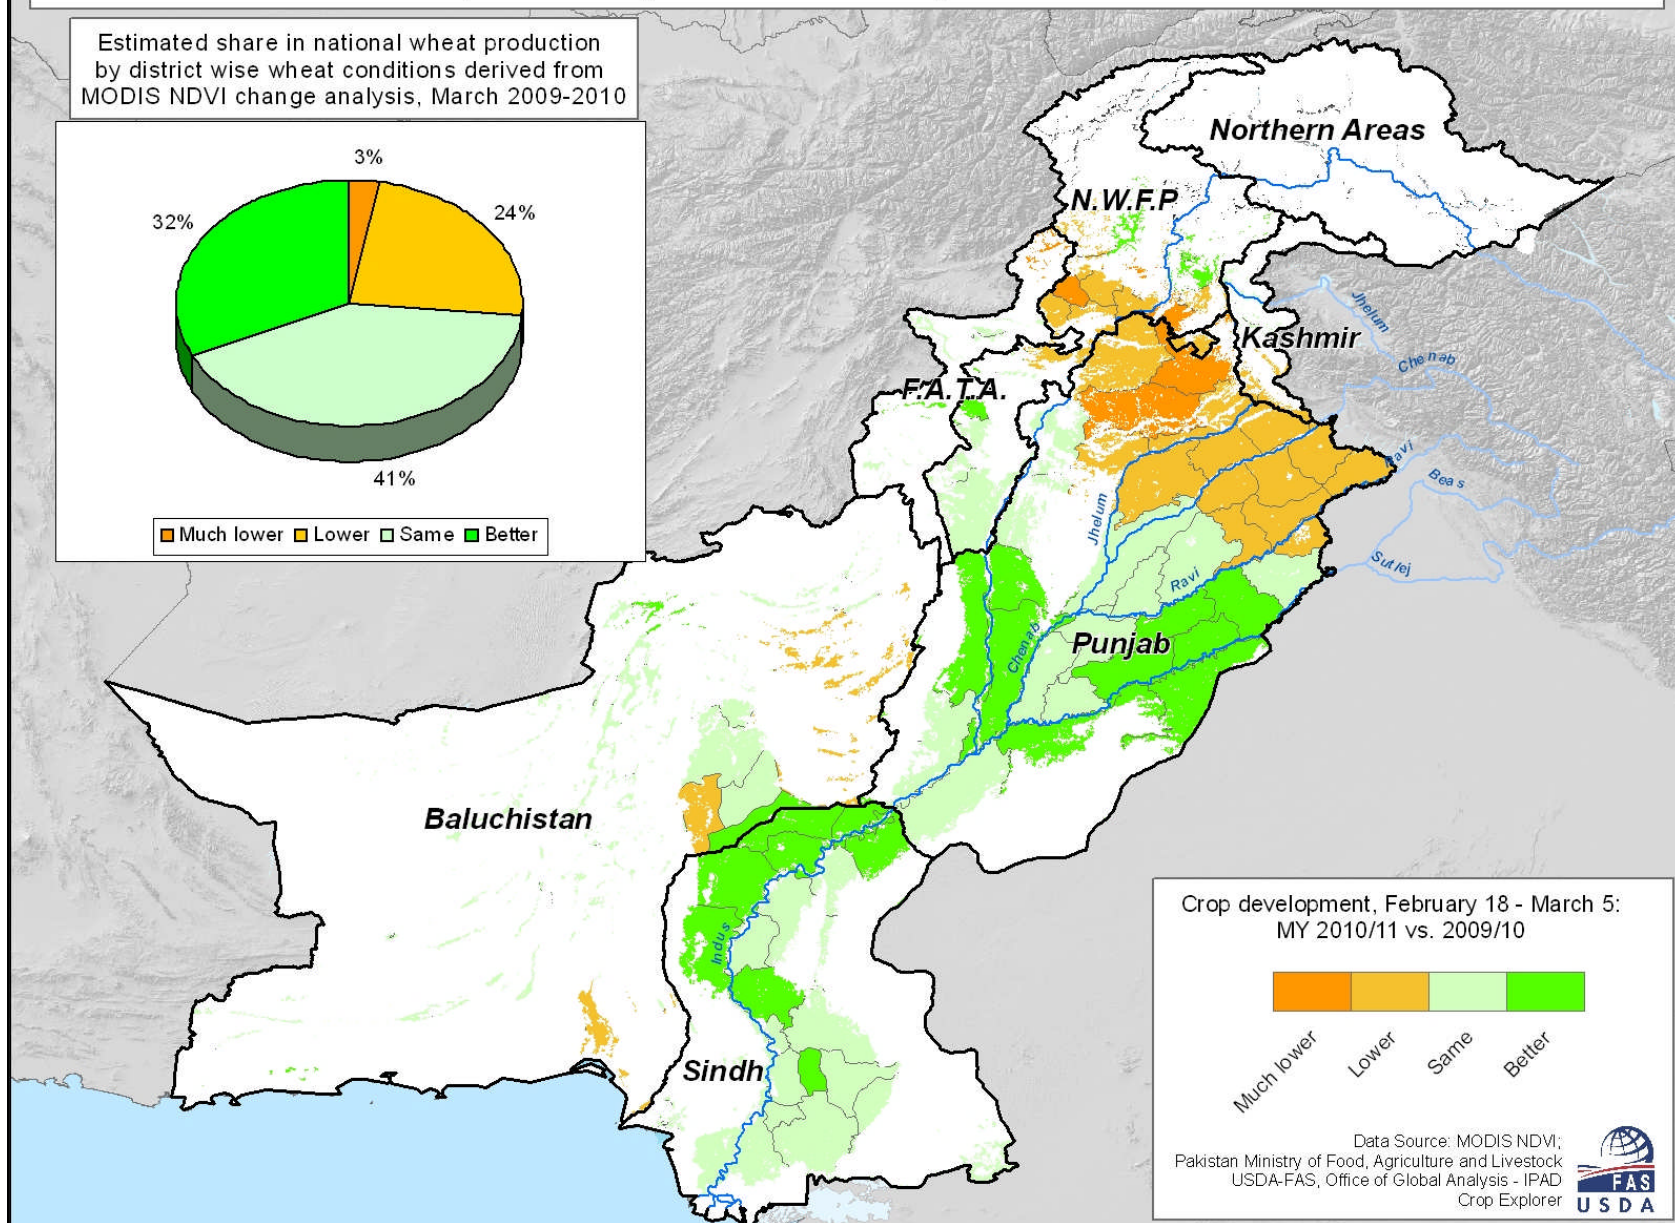 Estimated share in national wheat production
by district wise wheat conditions derived from
MODIS NDVI change analysis, March 2009-2010
3%
24%
32%
41%
Much lower Lower Same Better
Northern Areas
N.W.F.P
Jhelum
Kashmir
Chenab
F.A.T.A.
Ravi
Beas
Jhelum
Sutlej
Ravi
Chenab
Punjab
Baluchistan
Indus
Sindh
Crop development, February 18 - March 5:
MY 2010/11 vs. 2009/10
Much lower
Lower
Same
Better
Data Source: MODIS NDVI;
Pakistan Ministry of Food, Agriculture and Livestock
USDA-FAS, Office of Global Analysis - IPAD
Crop Explorer
FAS
USDA